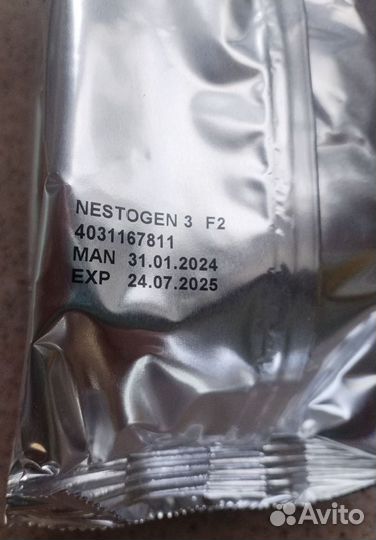 NESTOGEN 3 F2
4031167811
MAN 31.01.2024
EXP 24.07.2025
Avito